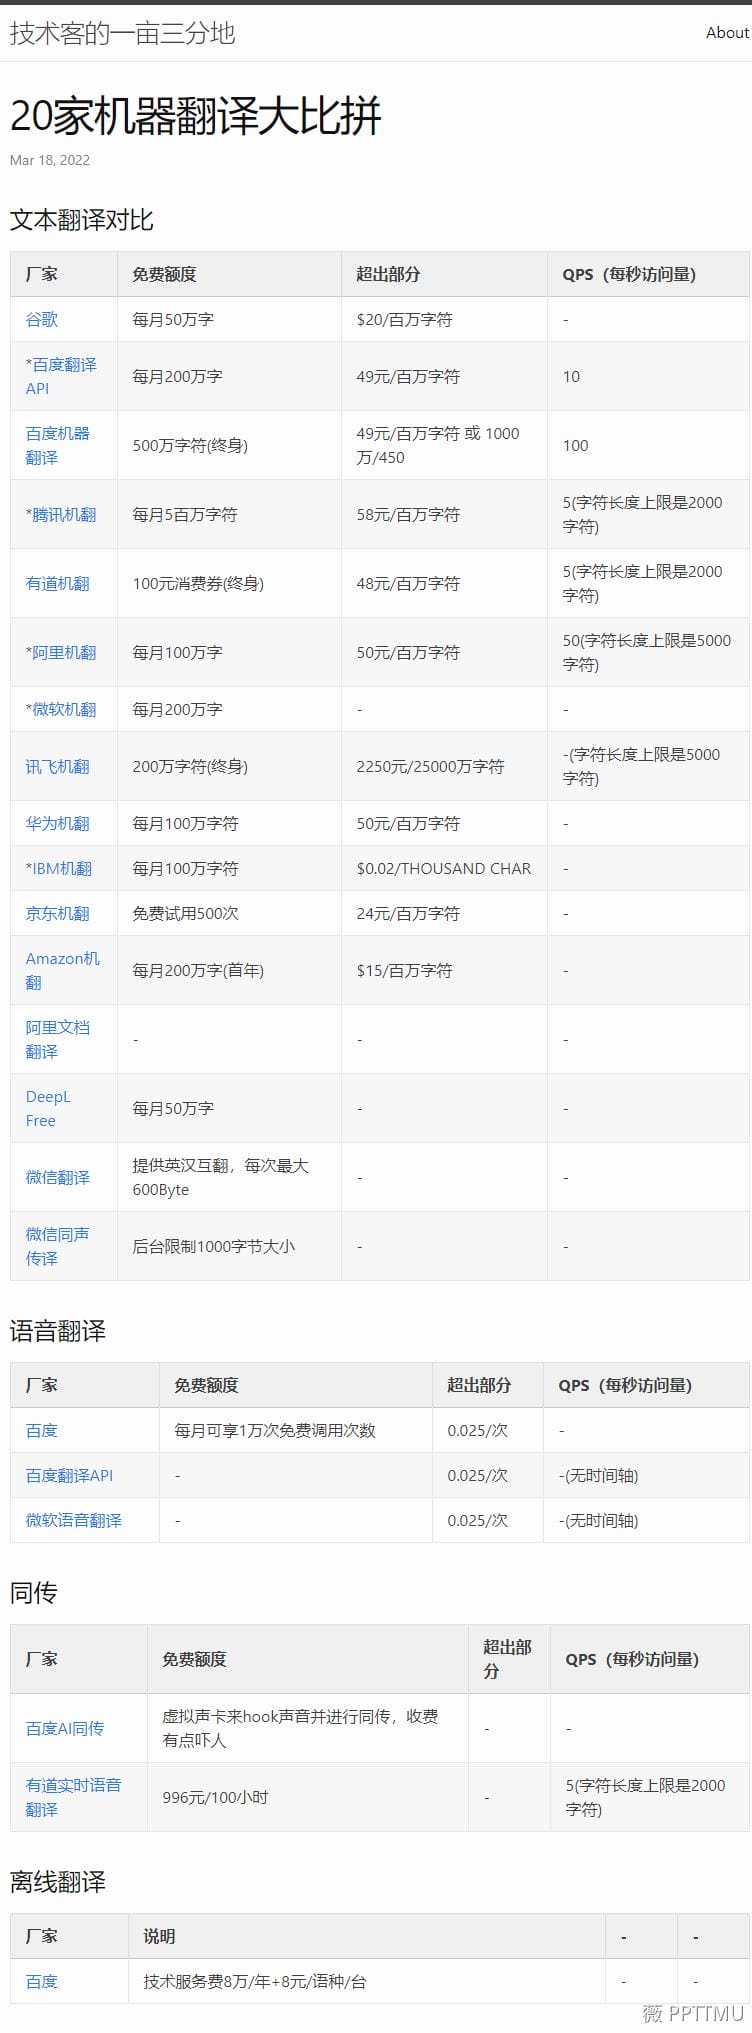 技术客的一亩三分地
About
20家机器翻译大比拼
Mar 18, 2022
文本翻译对比
厂家 免费额度 超出部分 QPS（每秒访问量）
谷歌 每月50万字 $20/百万字符 -
*百度翻译
API
每月200万字 49元/百万字符 10
百度机器
翻译
500万字符(终身)
49元/百万字符 或 1000
万/450
100
*腾讯机翻 每月5百万字符 58元/百万字符
5(字符长度上限是2000
字符)
有道机翻 100元消费券(终身) 48元/百万字符
5(字符长度上限是2000
字符)
*阿里机翻 每月100万字 50元/百万字符
50(字符长度上限是5000
字符)
*微软机翻 每月200万字 - -
讯飞机翻 200万字符(终身) 2250元/25000万字符
-(字符长度上限是5000
字符)
华为机翻 每月100万字符 50元/百万字符 -
*IBM机翻 每月100万字符 $0.02/THOUSAND CHAR -
京东机翻 免费试用500次 24元/百万字符 -
Amazon机
翻
每月200万字(首年) $15/百万字符 -
阿里文档
翻译
- - -
DeepL
Free
每月50万字 - -
微信翻译
提供英汉互翻，每次最大
600Byte
- -
微信同声
传译
后台限制1000字节大小 - -
语音翻译
厂家 免费额度 超出部分 QPS（每秒访问量）
百度 每月可享1万次免费调用次数 0.025/次 -
百度翻译API - 0.025/次 -(无时间轴)
微软语音翻译 - 0.025/次 -(无时间轴)
同传
厂家 免费额度
超出部
分
QPS（每秒访问量）
百度AI同传
虚拟声卡来hook声音并进行同传，收费
有点吓人
- -
有道实时语音
翻译
996元/100小时 -
5(字符长度上限是2000
字符)
离线翻译
厂家 说明 - -
百度 技术服务费8万/年+8元/语种/台 - -
薇 PPTTMU